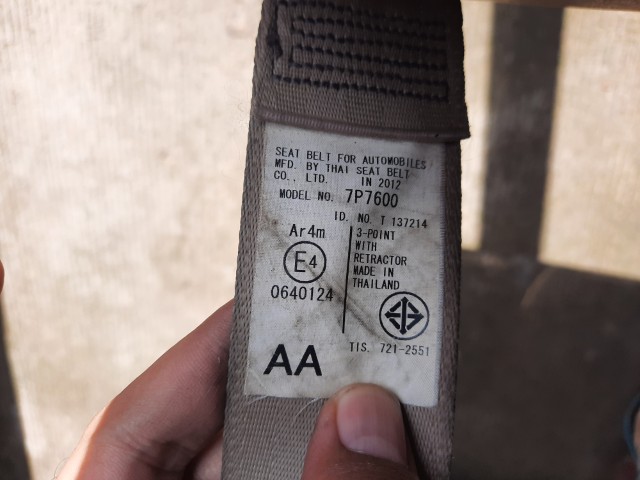 SEAT BELT FOR AUTOMOBILES
MFD. BY THAI SEAT BELT
CO., LTD. IN 2012
MODEL NO. 7P7600
ID. NO. T 137214
Ar4m
E4
0640124
3-POINT
WITH
RETRACTOR
MADE IN
THAILAND
TIS. 721-2551
AA